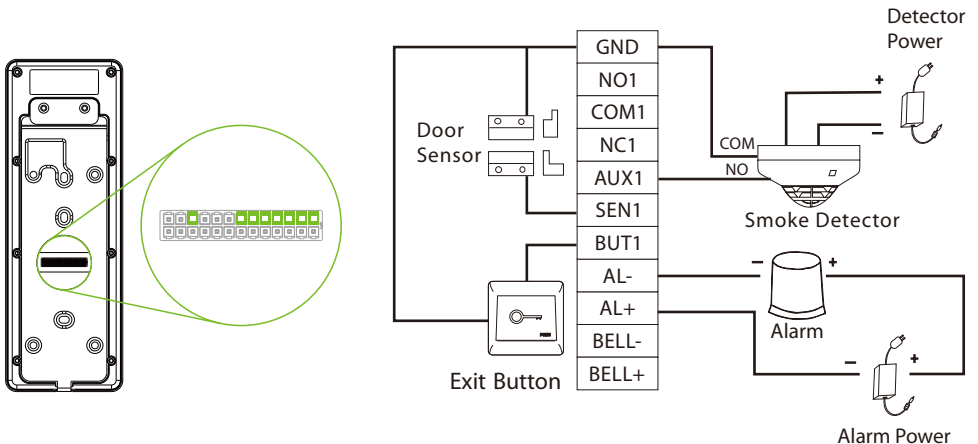 Detector
Power
GND
NO1
COM1
NC1
AUX1
SEN1
BUT1
AL-
AL+
BELL-
BELL+
Door
Sensor
Exit Button
COM
NO
+
−
Smoke Detector
−
+
Alarm
−
+
Alarm Power